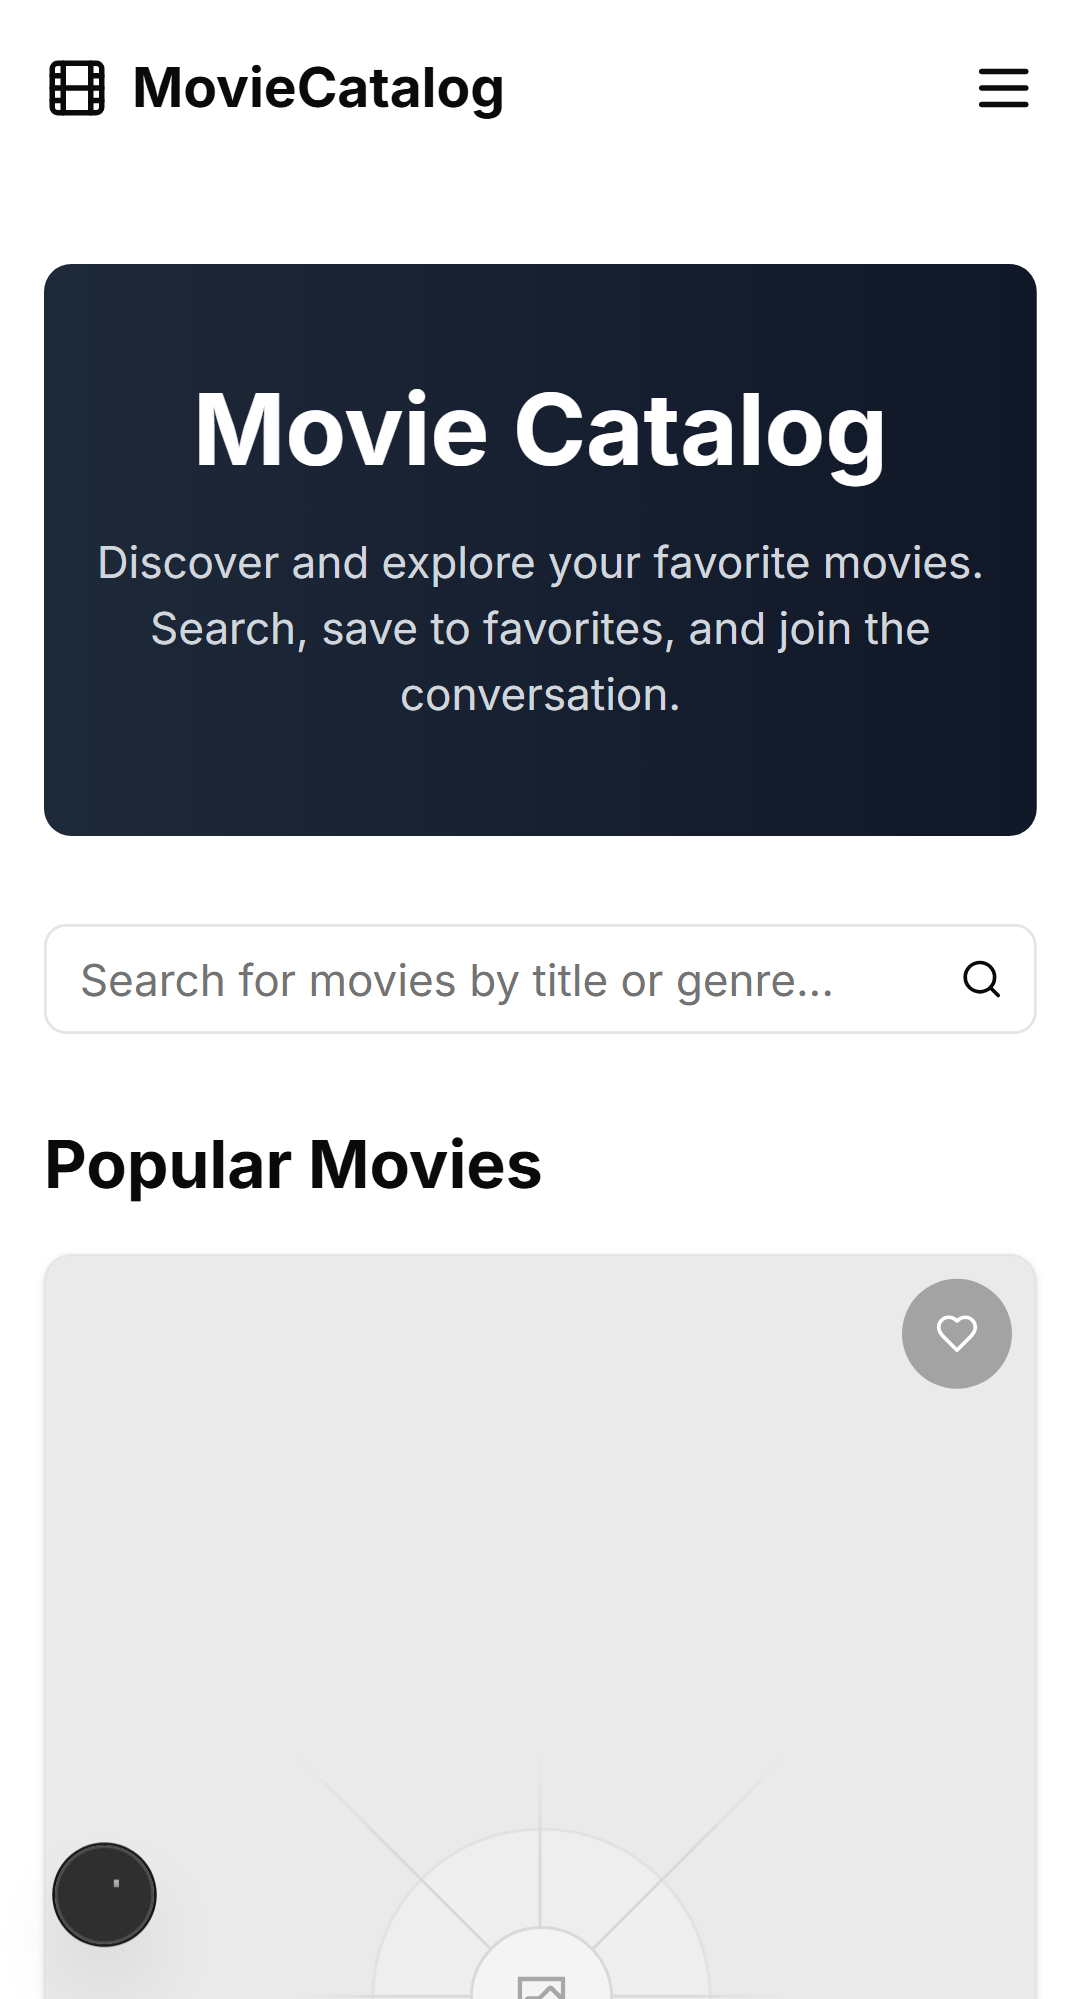 MovieCatalog
Movie Catalog
Discover and explore your favorite movies.
Search, save to favorites, and join the
conversation.
Search for movies by title or genre...
Popular Movies